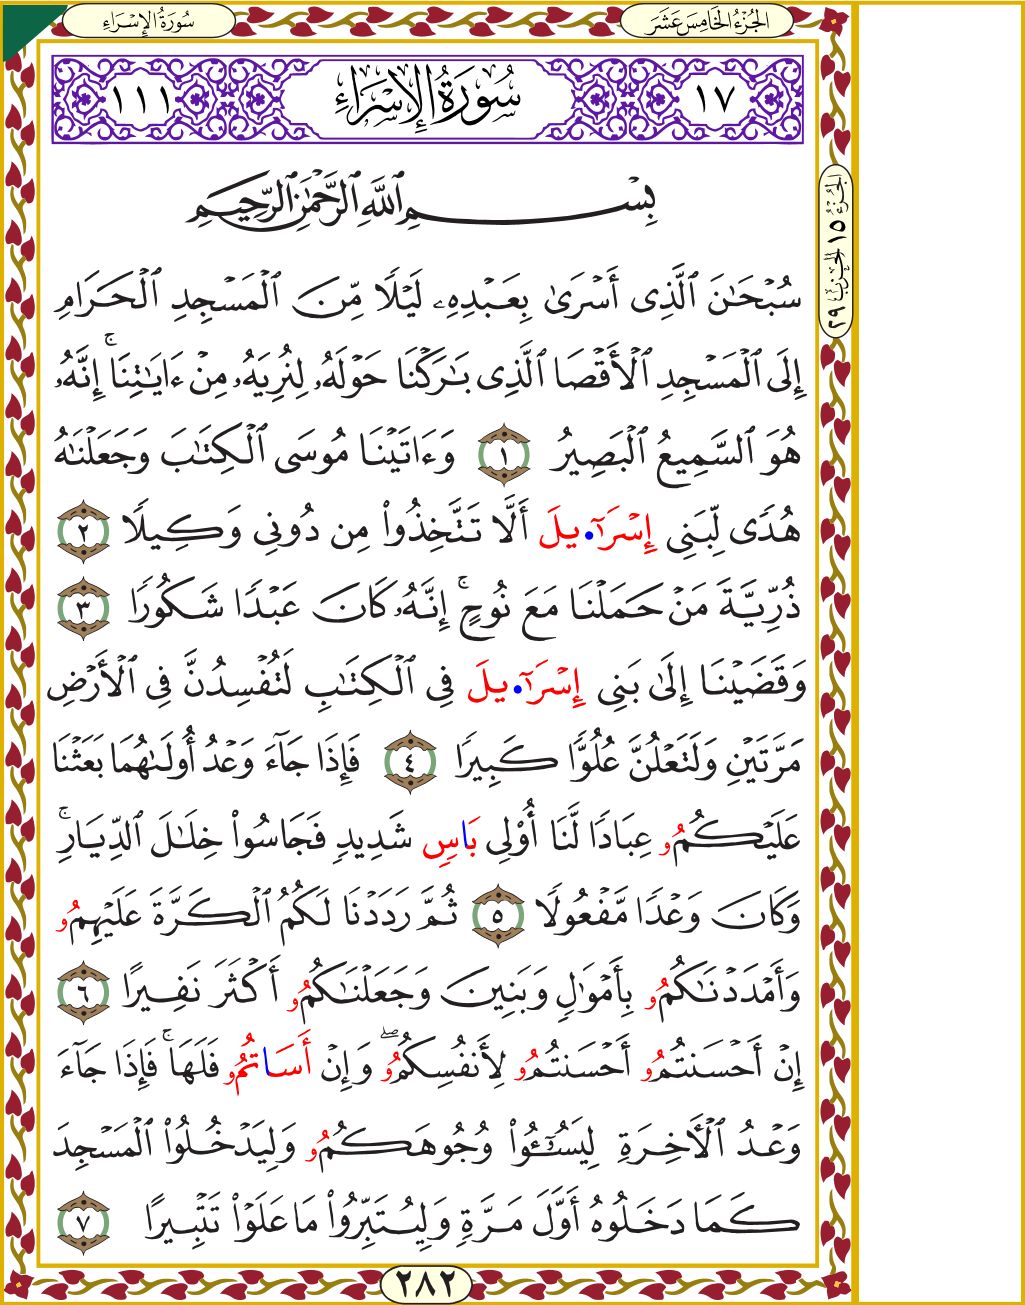 الجُزْءُ الخَامِسَ عَشَرَ
سُورَةُ الإِسْرَاءِ
١٧
سُورَةُ الإِسْرَاءِ
١١١
بِسْمِ ٱللَّهِ ٱلرَّحْمَٰنِ ٱلرَّحِيمِ
سُبْحَٰنَ ٱلَّذِى أَسْرَىٰ بِعَبْدِهِۦ لَيْلًا مِّنَ ٱلْمَسْجِدِ ٱلْحَرَامِ
إِلَى ٱلْمَسْجِدِ ٱلْأَقْصَا ٱلَّذِى بَٰرَكْنَا حَوْلَهُۥ لِنُرِيَهُۥ مِنْ ءَايَٰتِنَاۚ إِنَّهُۥ
هُوَ ٱلسَّمِيعُ ٱلْبَصِيرُ ١ وَءَاتَيْنَا مُوسَى ٱلْكِتَٰبَ وَجَعَلْنَٰهُ
هُدًى لِّبَنِى إِسْرَآ•يلَ أَلَّا تَتَّخِذُوا۟ مِن دُونِى وَكِيلًا ٢
ذُرِّيَّةَ مَنْ حَمَلْنَا مَعَ نُوحٍۚ إِنَّهُۥ كَانَ عَبْدًا شَكُورًا ٣
وَقَضَيْنَا إِلَىٰ بَنِى إِسْرَآ•يلَ فِى ٱلْكِتَٰبِ لَتُفْسِدُنَّ فِى ٱلْأَرْضِ
مَرَّتَيْنِ وَلَتَعْلُنَّ عُلُوًّا كَبِيرًا ٤ فَإِذَا جَآءَ وَعْدُ أُولَىٰهُمَا بَعَثْنَا
عَلَيْكُمُو عِبَادًا لَّنَا أُو۟لِى بَاسٍ شَدِيدٍ فَجَاسُوا۟ خِلَٰلَ ٱلدِّيَارِۚ
وَكَانَ وَعْدًا مَّفْعُولًا ٥ ثُمَّ رَدَدْنَا لَكُمُ ٱلْكَرَّةَ عَلَيْهِمُو
وَأَمْدَدْنَٰكُمُو بِأَمْوَٰلٍ وَبَنِينَ وَجَعَلْنَٰكُمُو أَكْثَرَ نَفِيرًا ٦
إِنْ أَحْسَنتُمُو أَحْسَنتُمُو لِأَنفُسِكُمُوۖ وَإِنْ أَسَاتُمُو فَلَهَاۚ فَإِذَا جَآءَ
وَعْدُ ٱلْأَخِرَةِ لِيَسُۥٓـُٔوا۟ وُجُوهَكُمُو وَلِيَدْخُلُوا۟ ٱلْمَسْجِدَ
كَمَا دَخَلُوهُ أَوَّلَ مَرَّةٍ وَلِيُتَبِّرُوا۟ مَا عَلَوْا۟ تَتْبِيرًا ٧
الجُزْءُ ١٥ الحِزْبُ ٢٩
٢٨٢